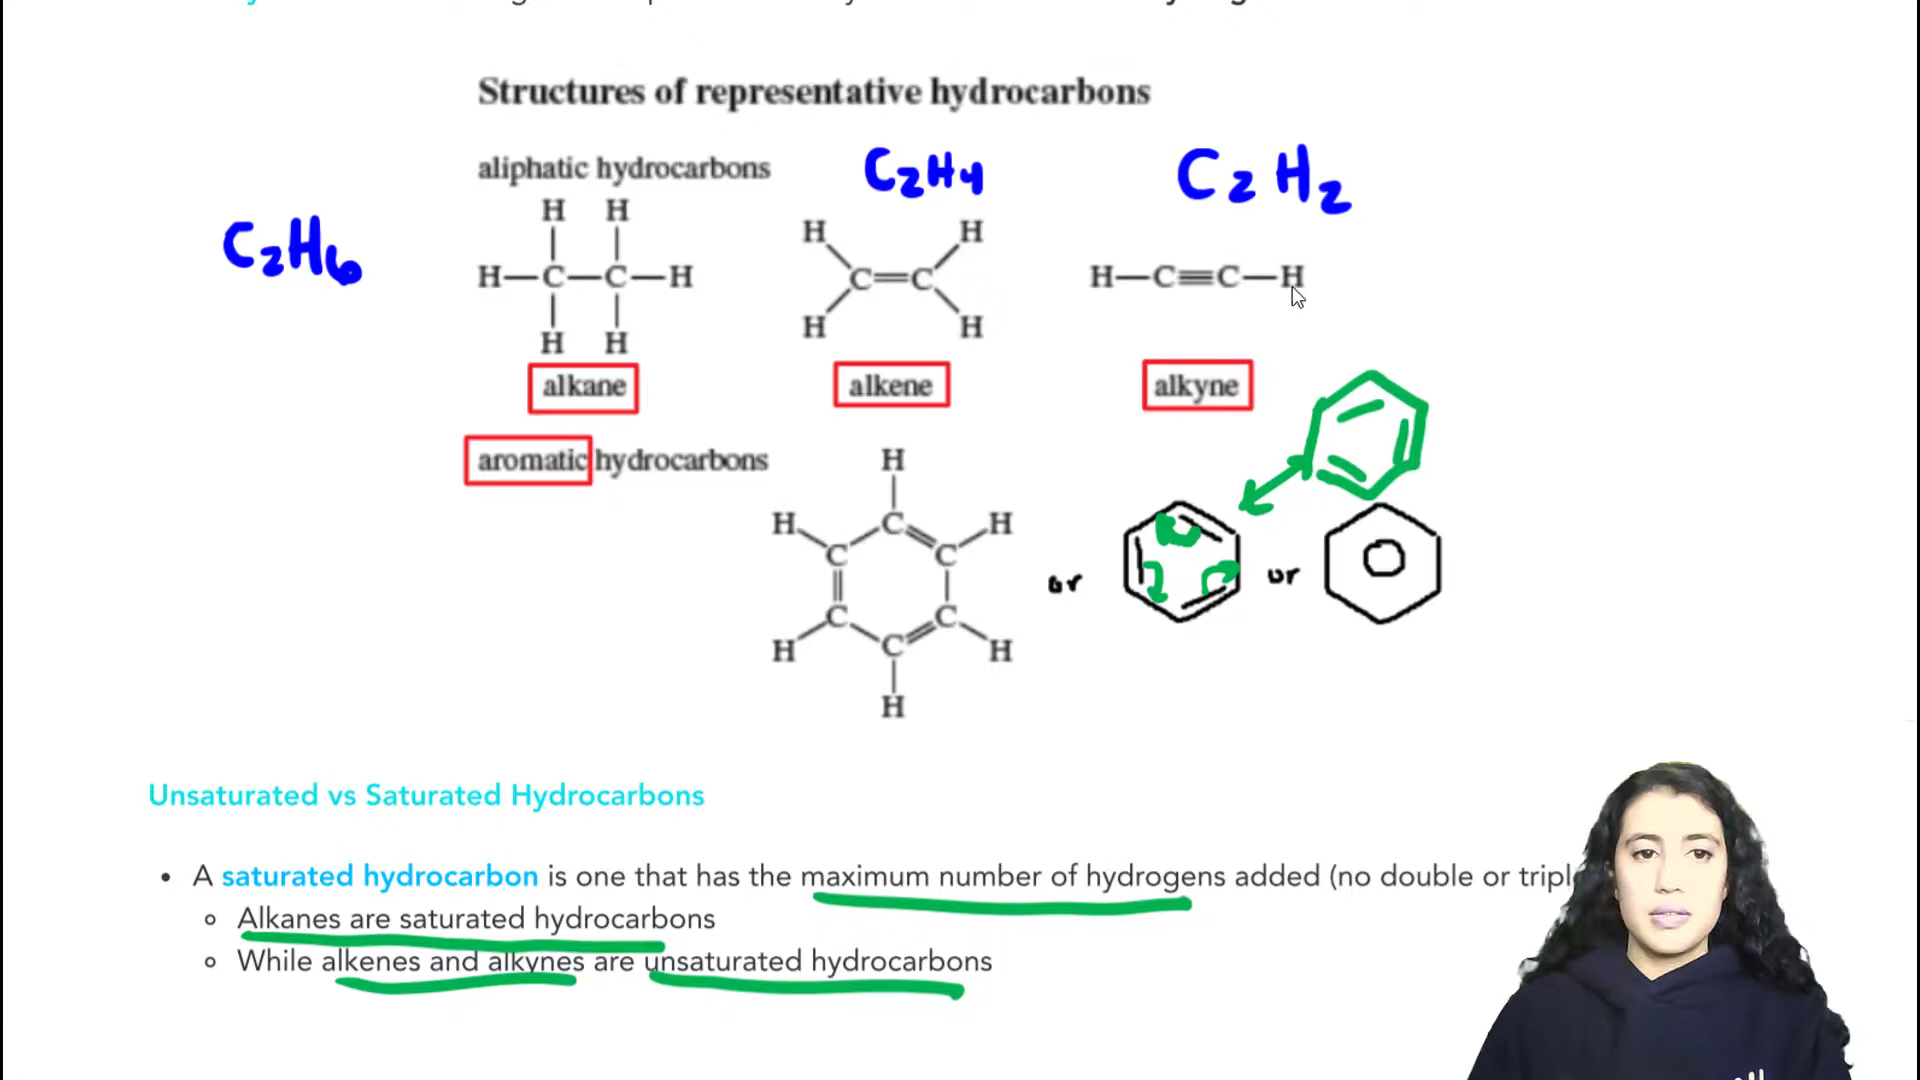 Structures of representative hydrocarbons
aliphatic hydrocarbons
C2H6
C2H4
C2H2
H H
H—C—C—H
H H
H H
C=C
H H
H—C≡C—H
alkane
alkene
alkyne
aromatic hydrocarbons
H
H C H
C C
or
or
C C
H C H
H
Unsaturated vs Saturated Hydrocarbons
• A saturated hydrocarbon is one that has the maximum number of hydrogens added (no double or tripl
○ Alkanes are saturated hydrocarbons
○ While alkenes and alkynes are unsaturated hydrocarbons